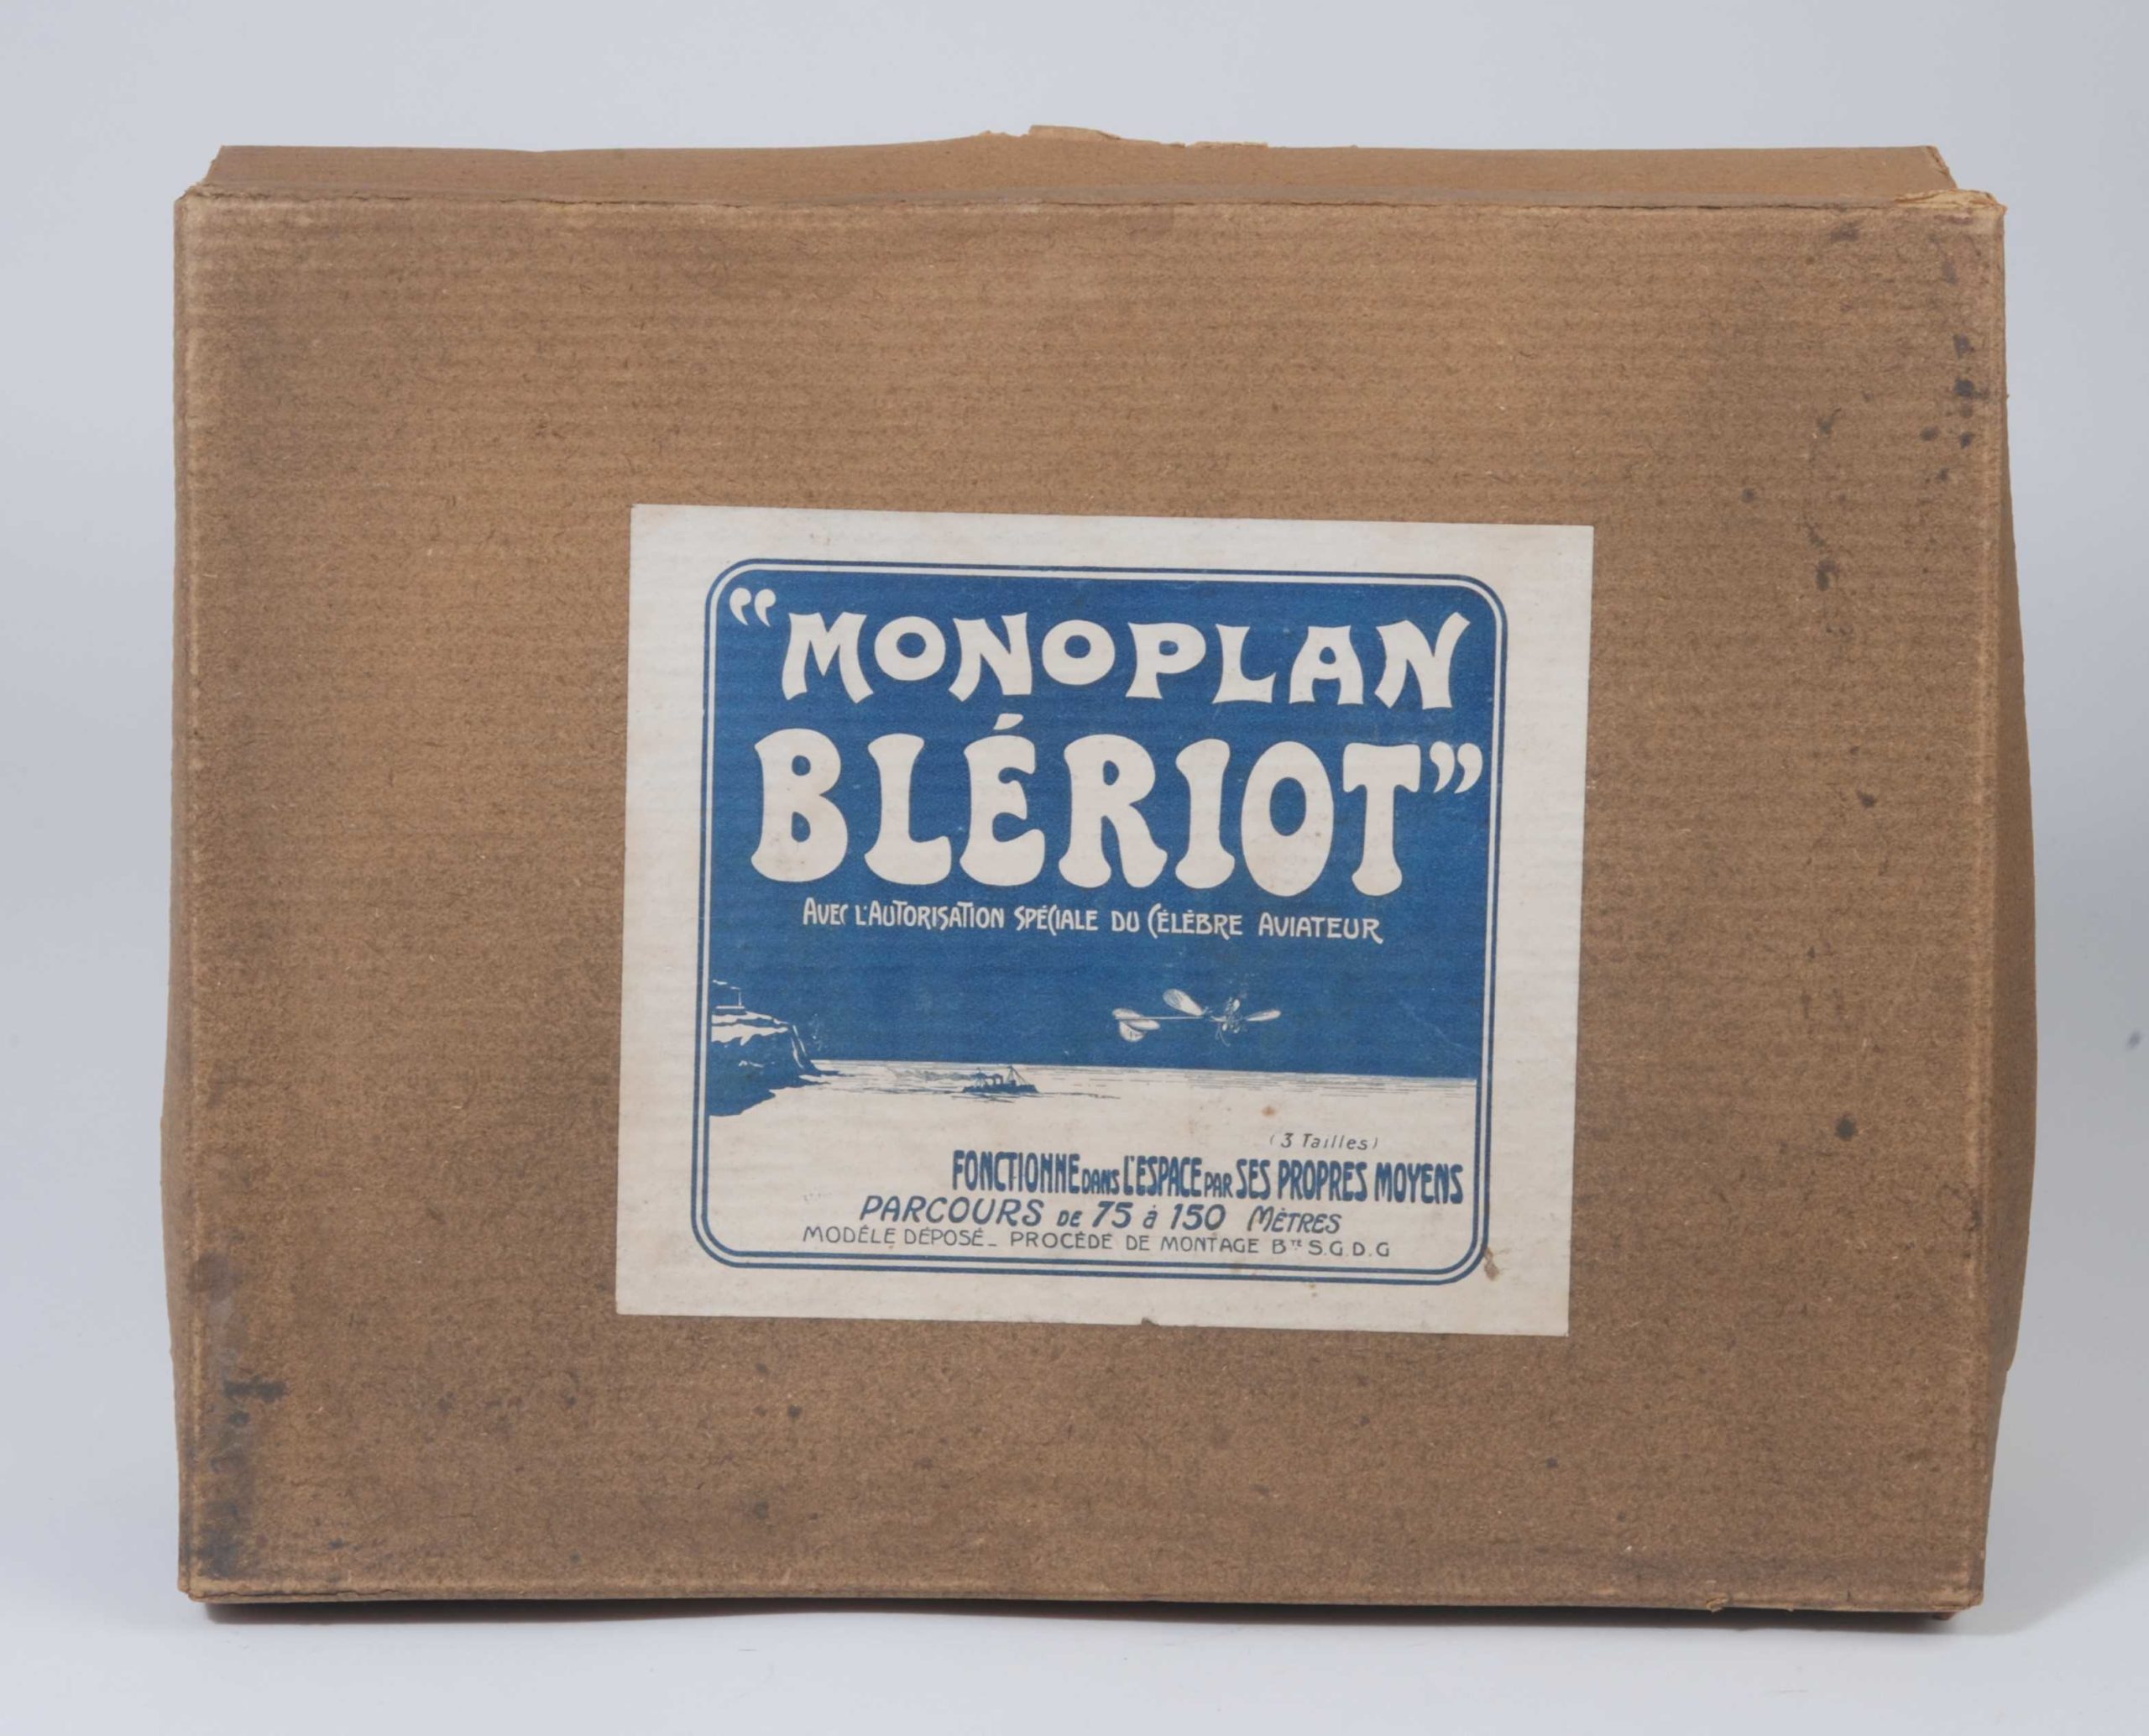 “MONOPLAN
BLÉRIOT”
AVEC L'AUTORISATION SPÉCIALE DU CÉLÈBRE AVIATEUR
(3 Tailles)
FONCTIONNE DANS L'ESPACE PAR SES PROPRES MOYENS
PARCOURS DE 75 à 150 MÈTRES
MODÈLE DÉPOSÉ_ PROCÉDÉ DE MONTAGE BTÉ S.G.D.G